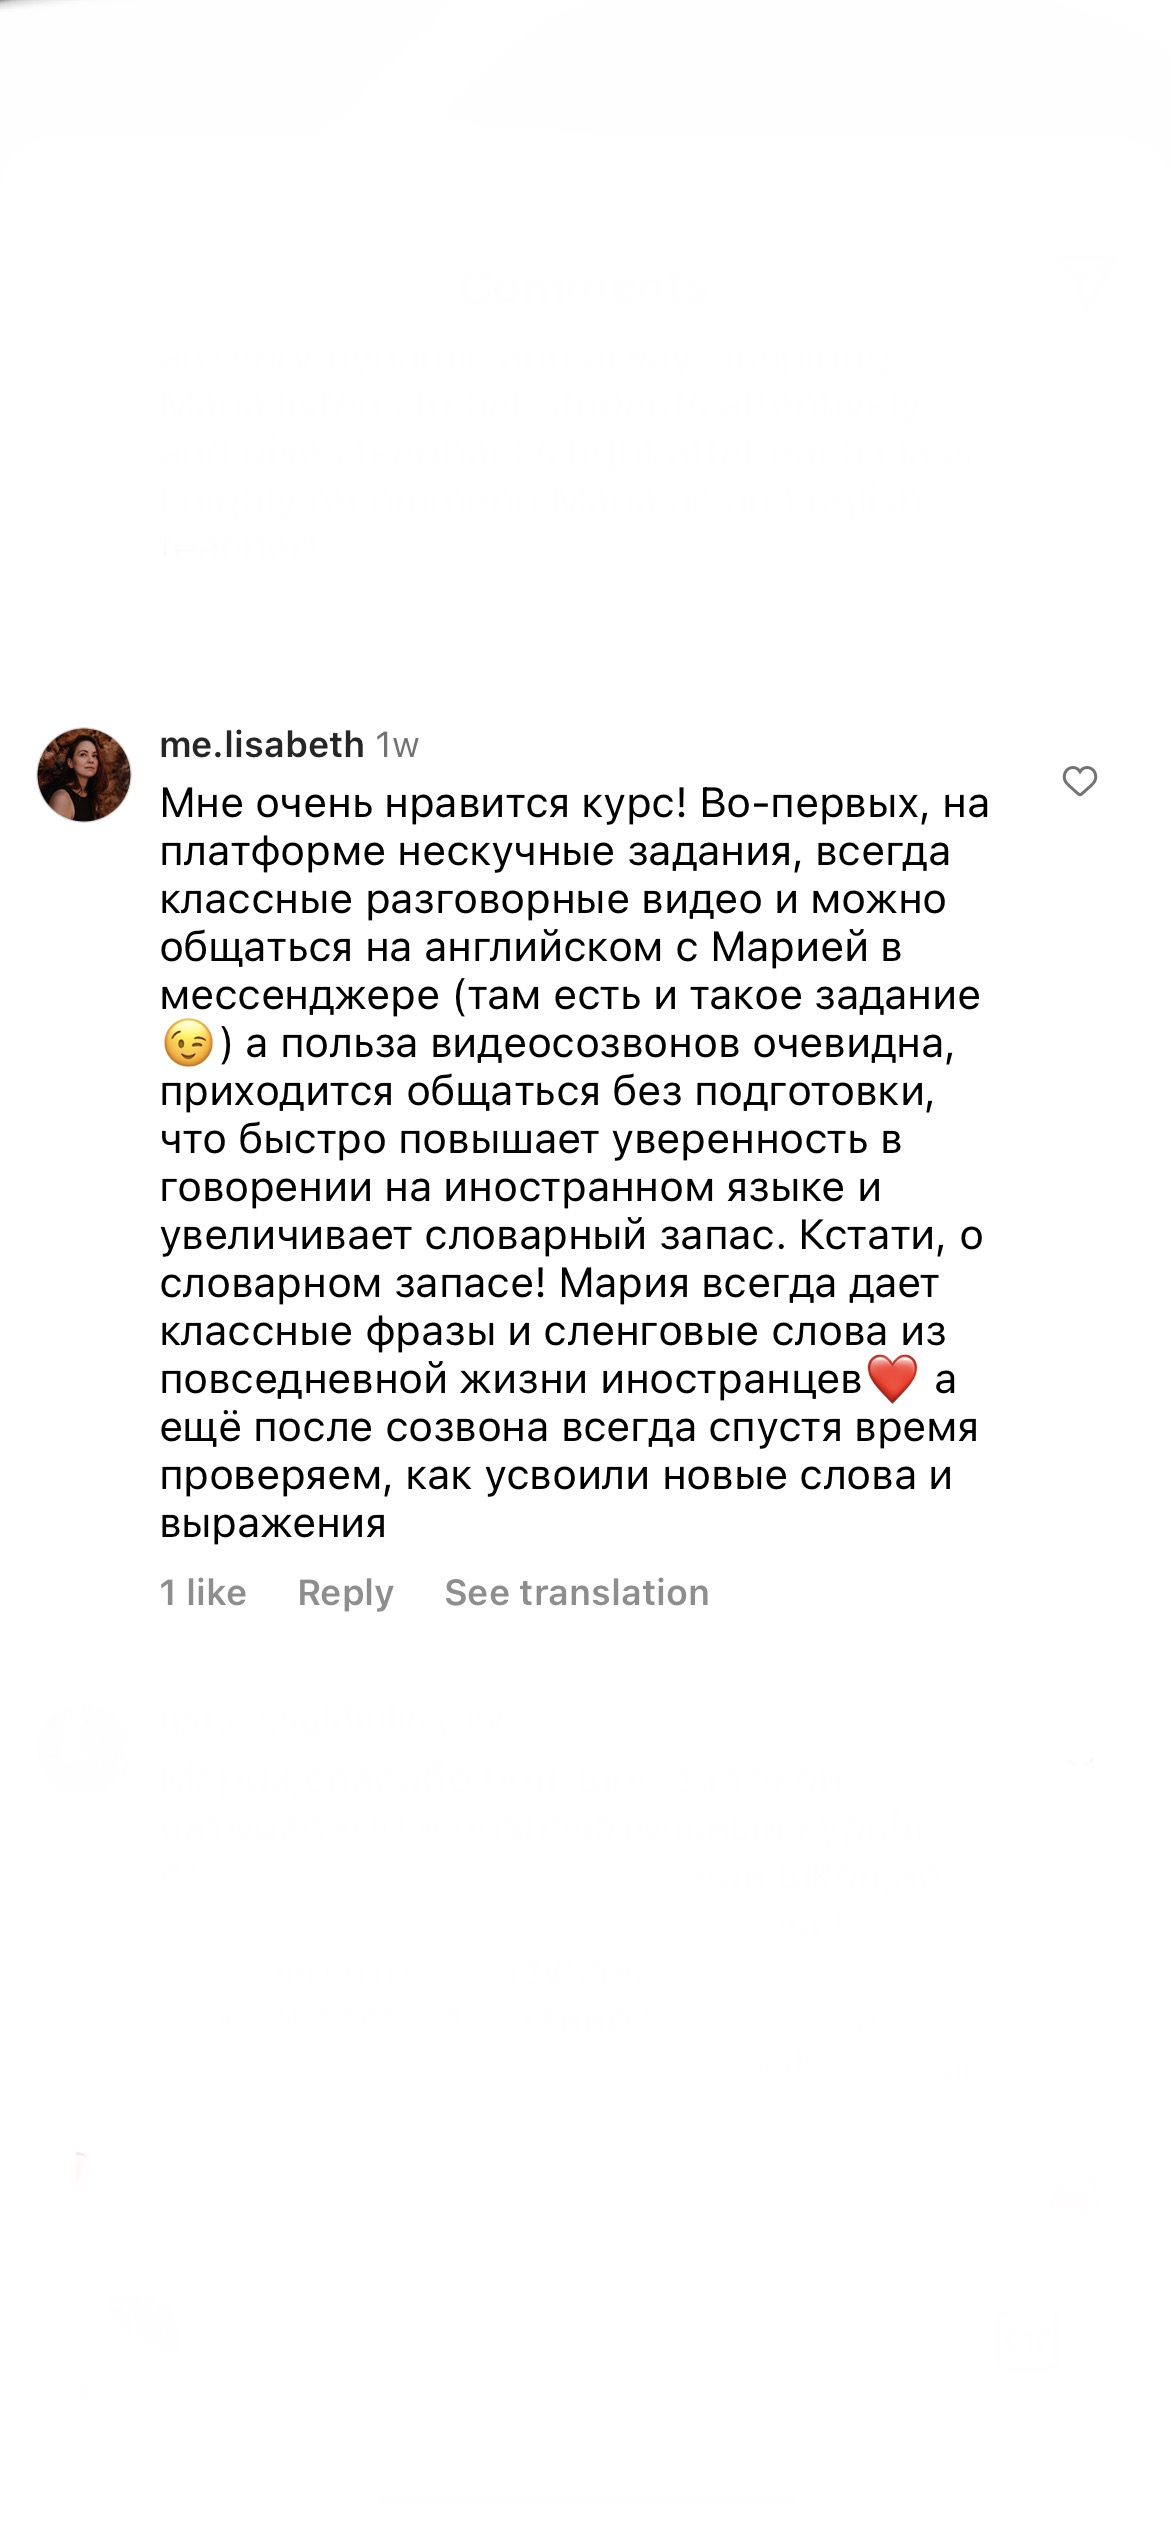 me.lisabeth 1w
Мне очень нравится курс! Во-первых, на
платформе нескучные задания, всегда
классные разговорные видео и можно
общаться на английском с Марией в
мессенджере (там есть и такое задание
😉) а польза видеосозвонов очевидна,
приходится общаться без подготовки,
что быстро повышает уверенность в
говорении на иностранном языке и
увеличивает словарный запас. Кстати, о
словарном запасе! Мария всегда дает
классные фразы и сленговые слова из
повседневной жизни иностранцев❤️ а
ещё после созвона всегда спустя время
проверяем, как усвоили новые слова и
выражения
1 like Reply See translation